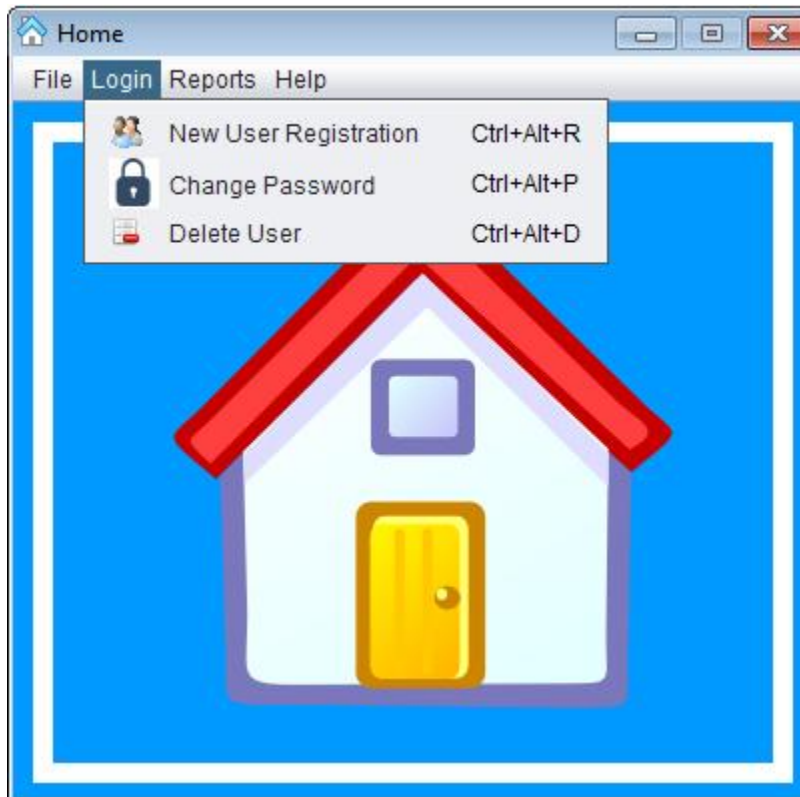 Home
File Login Reports Help
New User Registration Ctrl+Alt+R
Change Password Ctrl+Alt+P
Delete User Ctrl+Alt+D